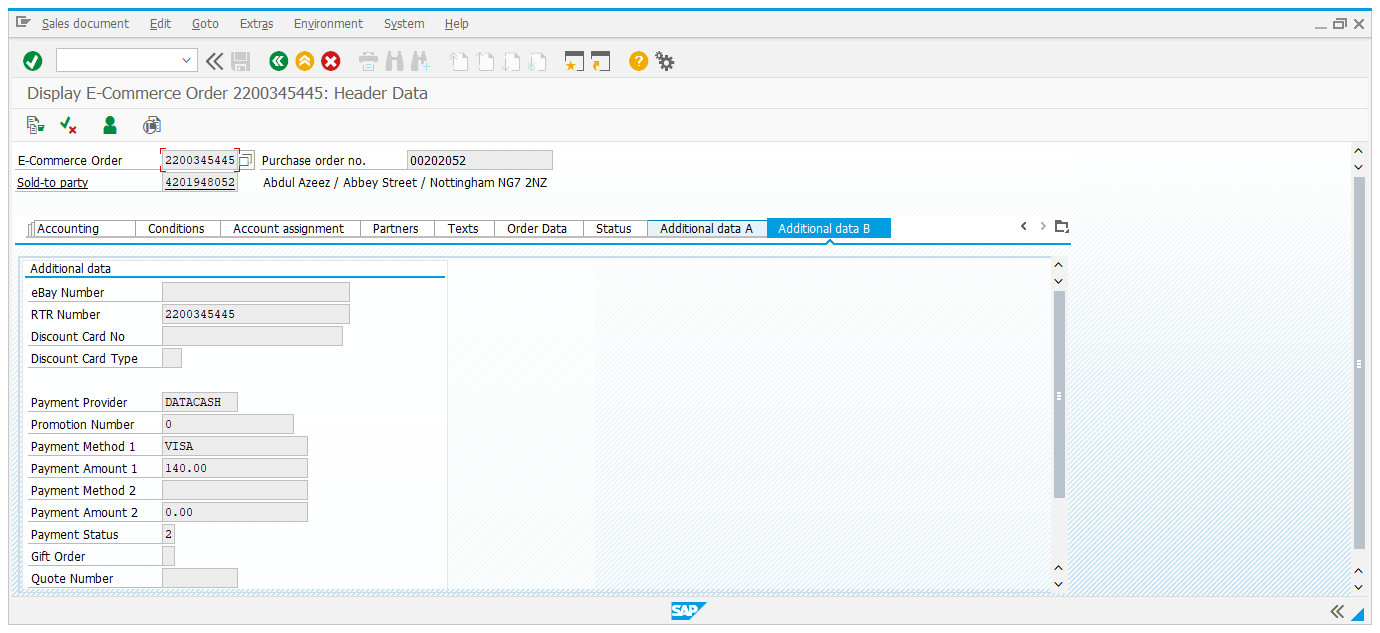 Sales document Edit Goto Extras Environment System Help
Display E-Commerce Order 2200345445: Header Data
E-Commerce Order 2200345445 Purchase order no. 00202052
Sold-to party 4201948052 Abdul Azeez / Abbey Street / Nottingham NG7 2NZ
Accounting Conditions Account assignment Partners Texts Order Data Status Additional data A Additional data B
Additional data
eBay Number
RTR Number 2200345445
Discount Card No
Discount Card Type
Payment Provider DATACASH
Promotion Number 0
Payment Method 1 VISA
Payment Amount 1 140.00
Payment Method 2
Payment Amount 2 0.00
Payment Status 2
Gift Order
Quote Number
SAP